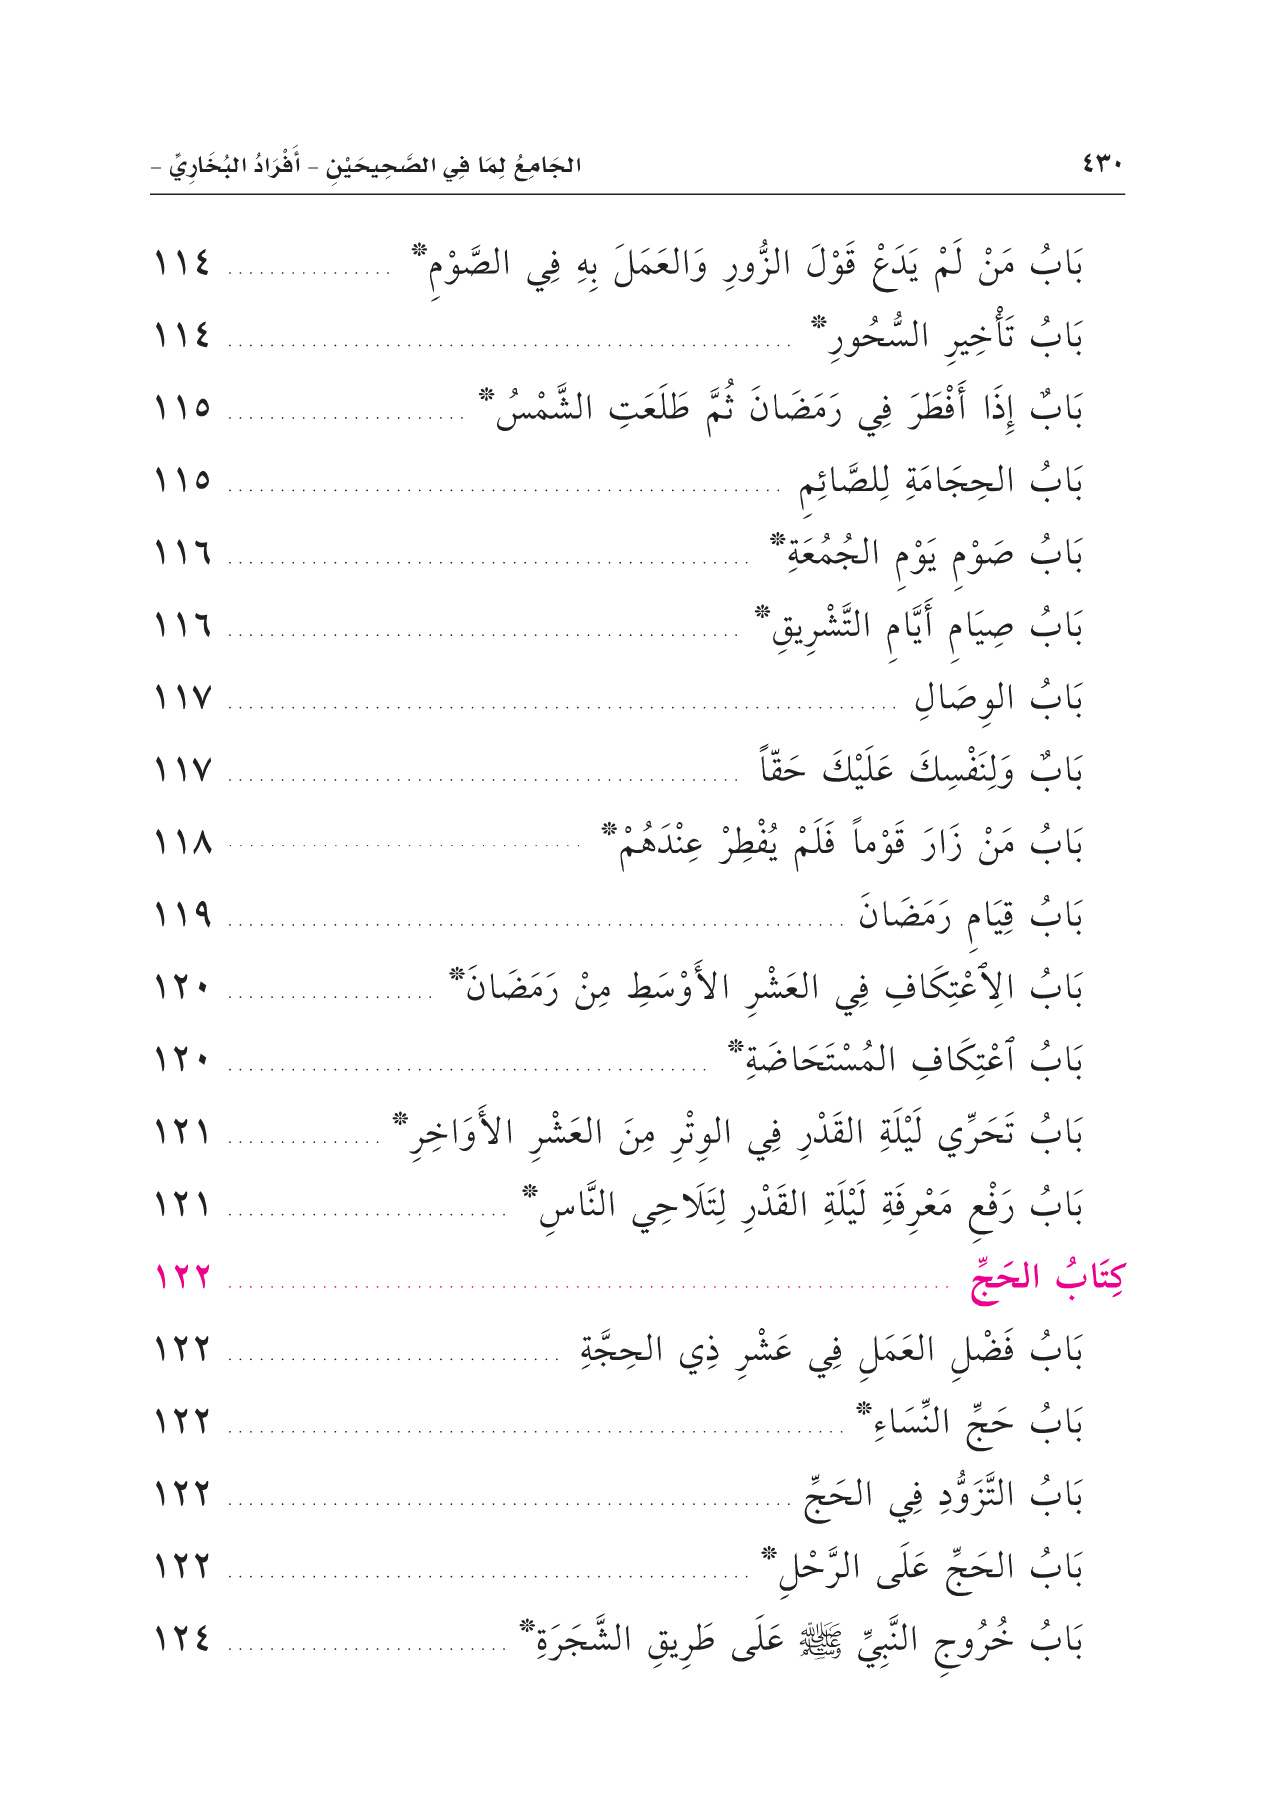 ٤٣٠ الجَامِعُ لِمَا فِي الصَّحِيحَيْنِ – أَفْرَادُ البُخَارِيِّ –
بَابُ مَنْ لَمْ يَدَعْ قَوْلَ الزُّورِ وَالعَمَلَ بِهِ فِي الصَّوْمِ* ................ ١١٤
بَابُ تَأْخِيرِ السُّحُورِ* ................ ١١٤
بَابٌ إِذَا أَفْطَرَ فِي رَمَضَانَ ثُمَّ طَلَعَتِ الشَّمْسُ* ................ ١١٥
بَابُ الحِجَامَةِ لِلصَّائِمِ ................ ١١٥
بَابُ صَوْمِ يَوْمِ الجُمُعَةِ* ................ ١١٦
بَابُ صِيَامِ أَيَّامِ التَّشْرِيقِ* ................ ١١٦
بَابُ الوِصَالِ ................ ١١٧
بَابٌ وَلِنَفْسِكَ عَلَيْكَ حَقّاً ................ ١١٧
بَابُ مَنْ زَارَ قَوْماً فَلَمْ يُفْطِرْ عِنْدَهُمْ* ................ ١١٨
بَابُ قِيَامِ رَمَضَانَ ................ ١١٩
بَابُ الِٱعْتِكَافِ فِي العَشْرِ الأَوْسَطِ مِنْ رَمَضَانَ* ................ ١٢٠
بَابُ ٱعْتِكَافِ المُسْتَحَاضَةِ* ................ ١٢٠
بَابُ تَحَرِّي لَيْلَةِ القَدْرِ فِي الوِتْرِ مِنَ العَشْرِ الأَوَاخِرِ* ................ ١٢١
بَابُ رَفْعِ مَعْرِفَةِ لَيْلَةِ القَدْرِ لِتَلَاحِي النَّاسِ* ................ ١٢١
كِتَابُ الحَجِّ ................ ١٢٢
بَابُ فَضْلِ العَمَلِ فِي عَشْرِ ذِي الحِجَّةِ ................ ١٢٢
بَابُ حَجِّ النِّسَاءِ* ................ ١٢٢
بَابُ التَّزَوُّدِ فِي الحَجِّ ................ ١٢٢
بَابُ الحَجِّ عَلَى الرَّحْلِ* ................ ١٢٢
بَابُ خُرُوجِ النَّبِيِّ ﷺ عَلَى طَرِيقِ الشَّجَرَةِ* ................ ١٢٤